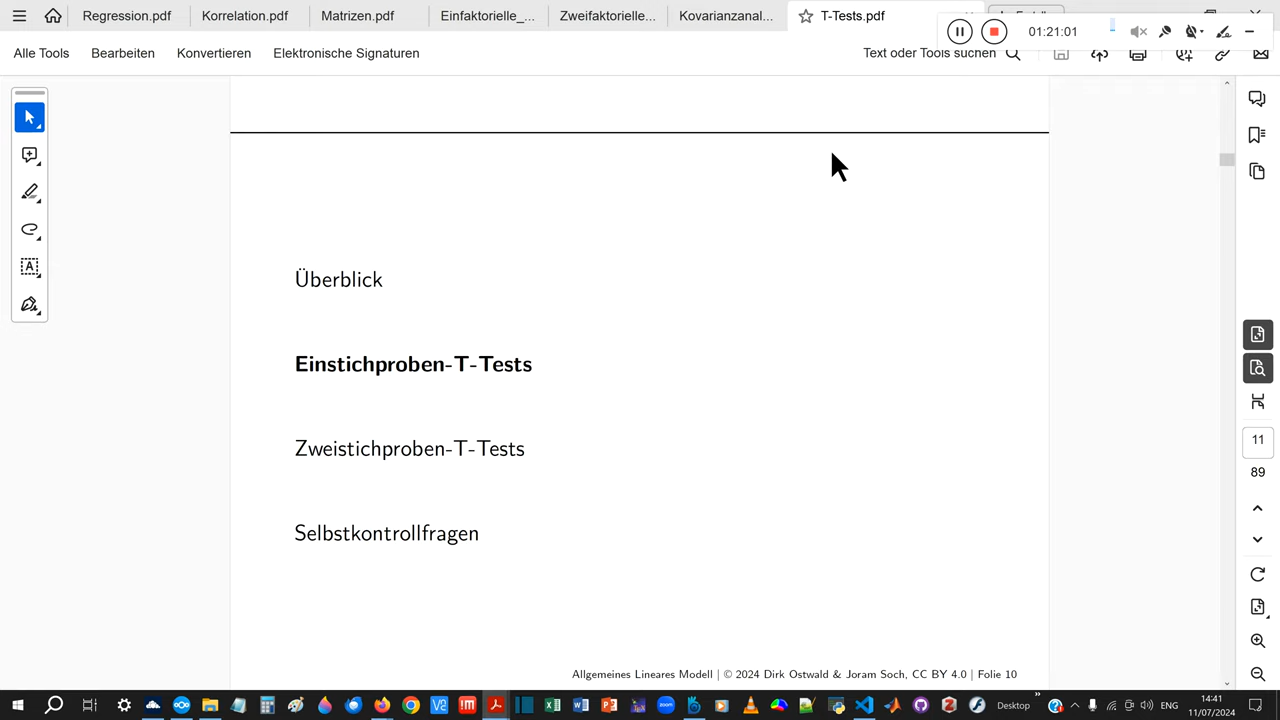 Regression.pdf
Korrelation.pdf
Matrizen.pdf
Einfaktorielle_...
Zweifaktorielle...
Kovarianzanal...
T-Tests.pdf
01:21:01
Alle Tools
Bearbeiten
Konvertieren
Elektronische Signaturen
Text oder Tools suchen
Überblick
Einstichproben-T-Tests
Zweistichproben-T-Tests
Selbstkontrollfragen
Allgemeines Lineares Modell | © 2024 Dirk Ostwald & Joram Soch, CC BY 4.0 | Folie 10
11
89
Desktop
ENG
14:41
11/07/2024